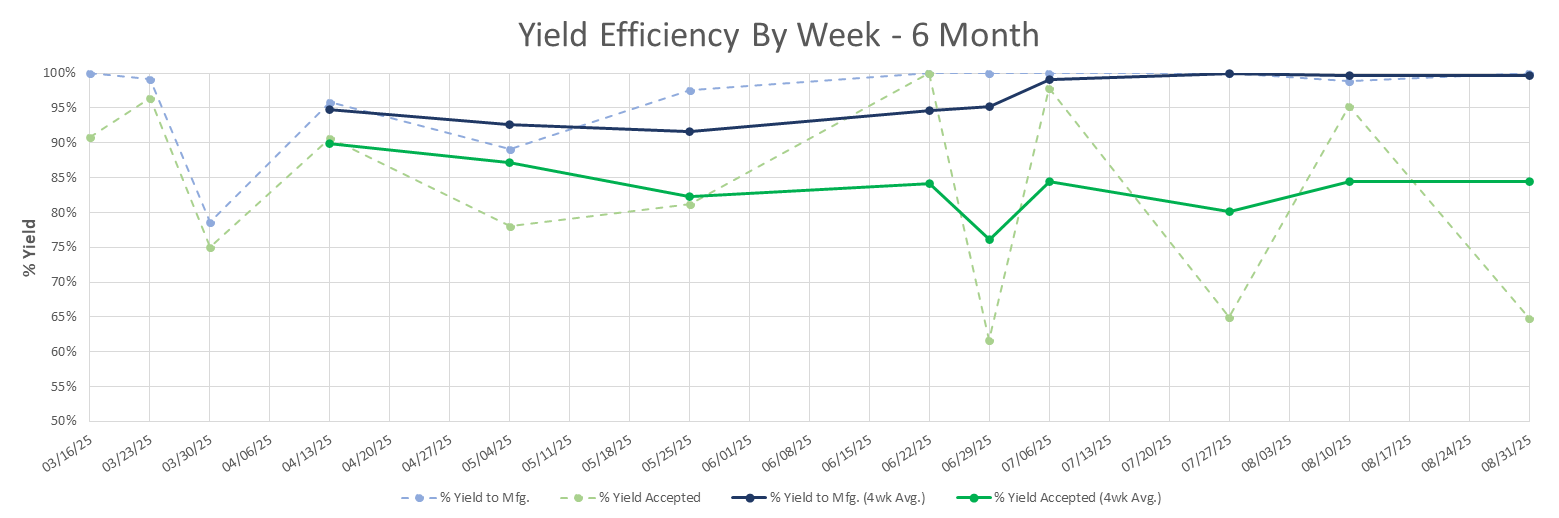 Yield Efficiency By Week - 6 Month
100%
95%
90%
85%
80%
75%
70%
65%
60%
55%
50%
% Yield
03/16/25 03/23/25 03/30/25 04/06/25 04/13/25 04/20/25 04/27/25 05/04/25 05/11/25 05/18/25 05/25/25 06/01/25 06/08/25 06/15/25 06/22/25 06/29/25 07/06/25 07/13/25 07/20/25 07/27/25 08/03/25 08/10/25 08/17/25 08/24/25 08/31/25
% Yield to Mfg. % Yield Accepted % Yield to Mfg. (4wk Avg.) % Yield Accepted (4wk Avg.)